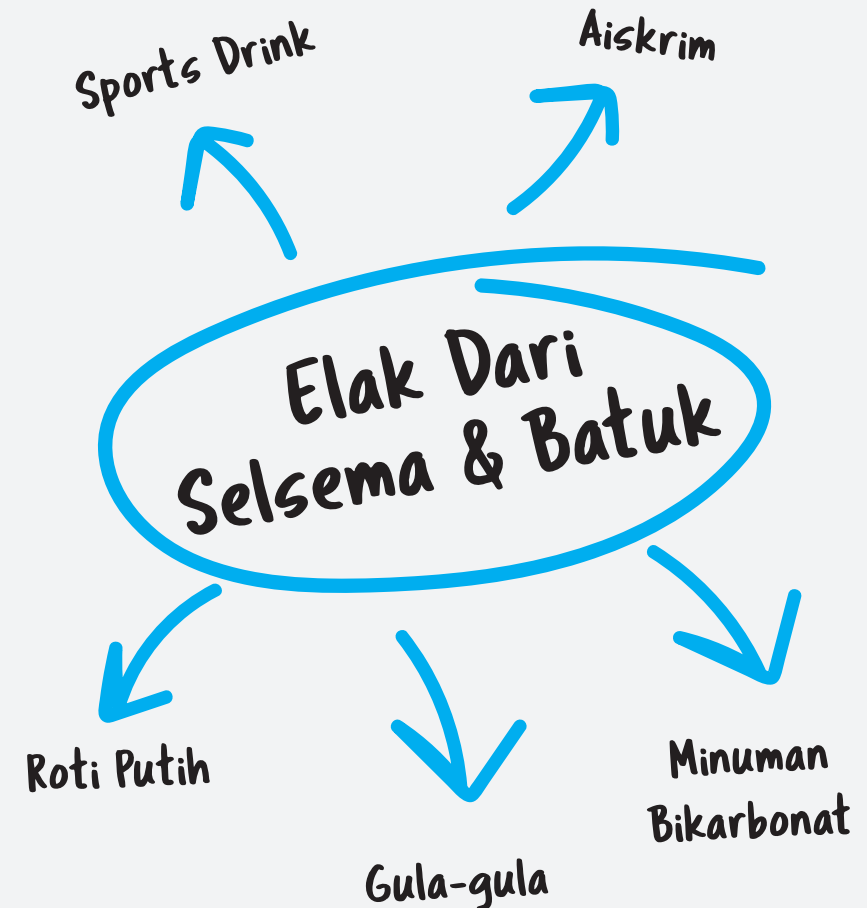 Sports Drink
Aiskrim
Elak Dari
Selsema & Batuk
Roti Putih
Gula-gula
Minuman
Bikarbonat